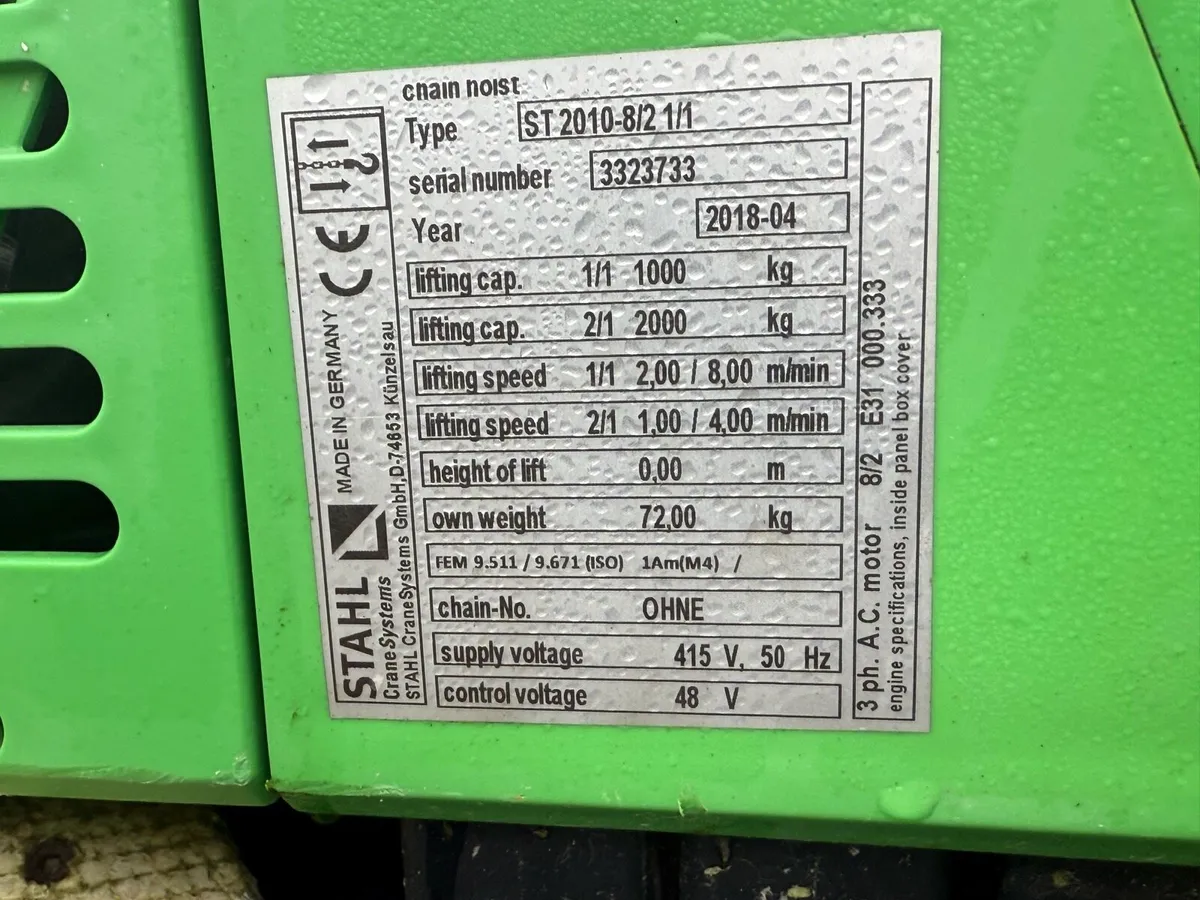 chain hoist
Type ST 2010-8/2 1/1
serial number 3323733
Year 2018-04
lifting cap. 1/1 1000 kg
lifting cap. 2/1 2000 kg
lifting speed 1/1 2,00 / 8,00 m/min
lifting speed 2/1 1,00 / 4,00 m/min
height of lift 0,00 m
own weight 72,00 kg
FEM 9.511 / 9.671 (ISO) 1Am(M4) /
chain-No. OHNE
supply voltage 415 V, 50 Hz
control voltage 48 V
CE
MADE IN GERMANY
STAHL
CraneSystems
STAHL CraneSystems GmbH,D-74653 Künzelsau
3 ph. A.C. motor 8/2 E31 000.333
engine specifications, inside panel box cover